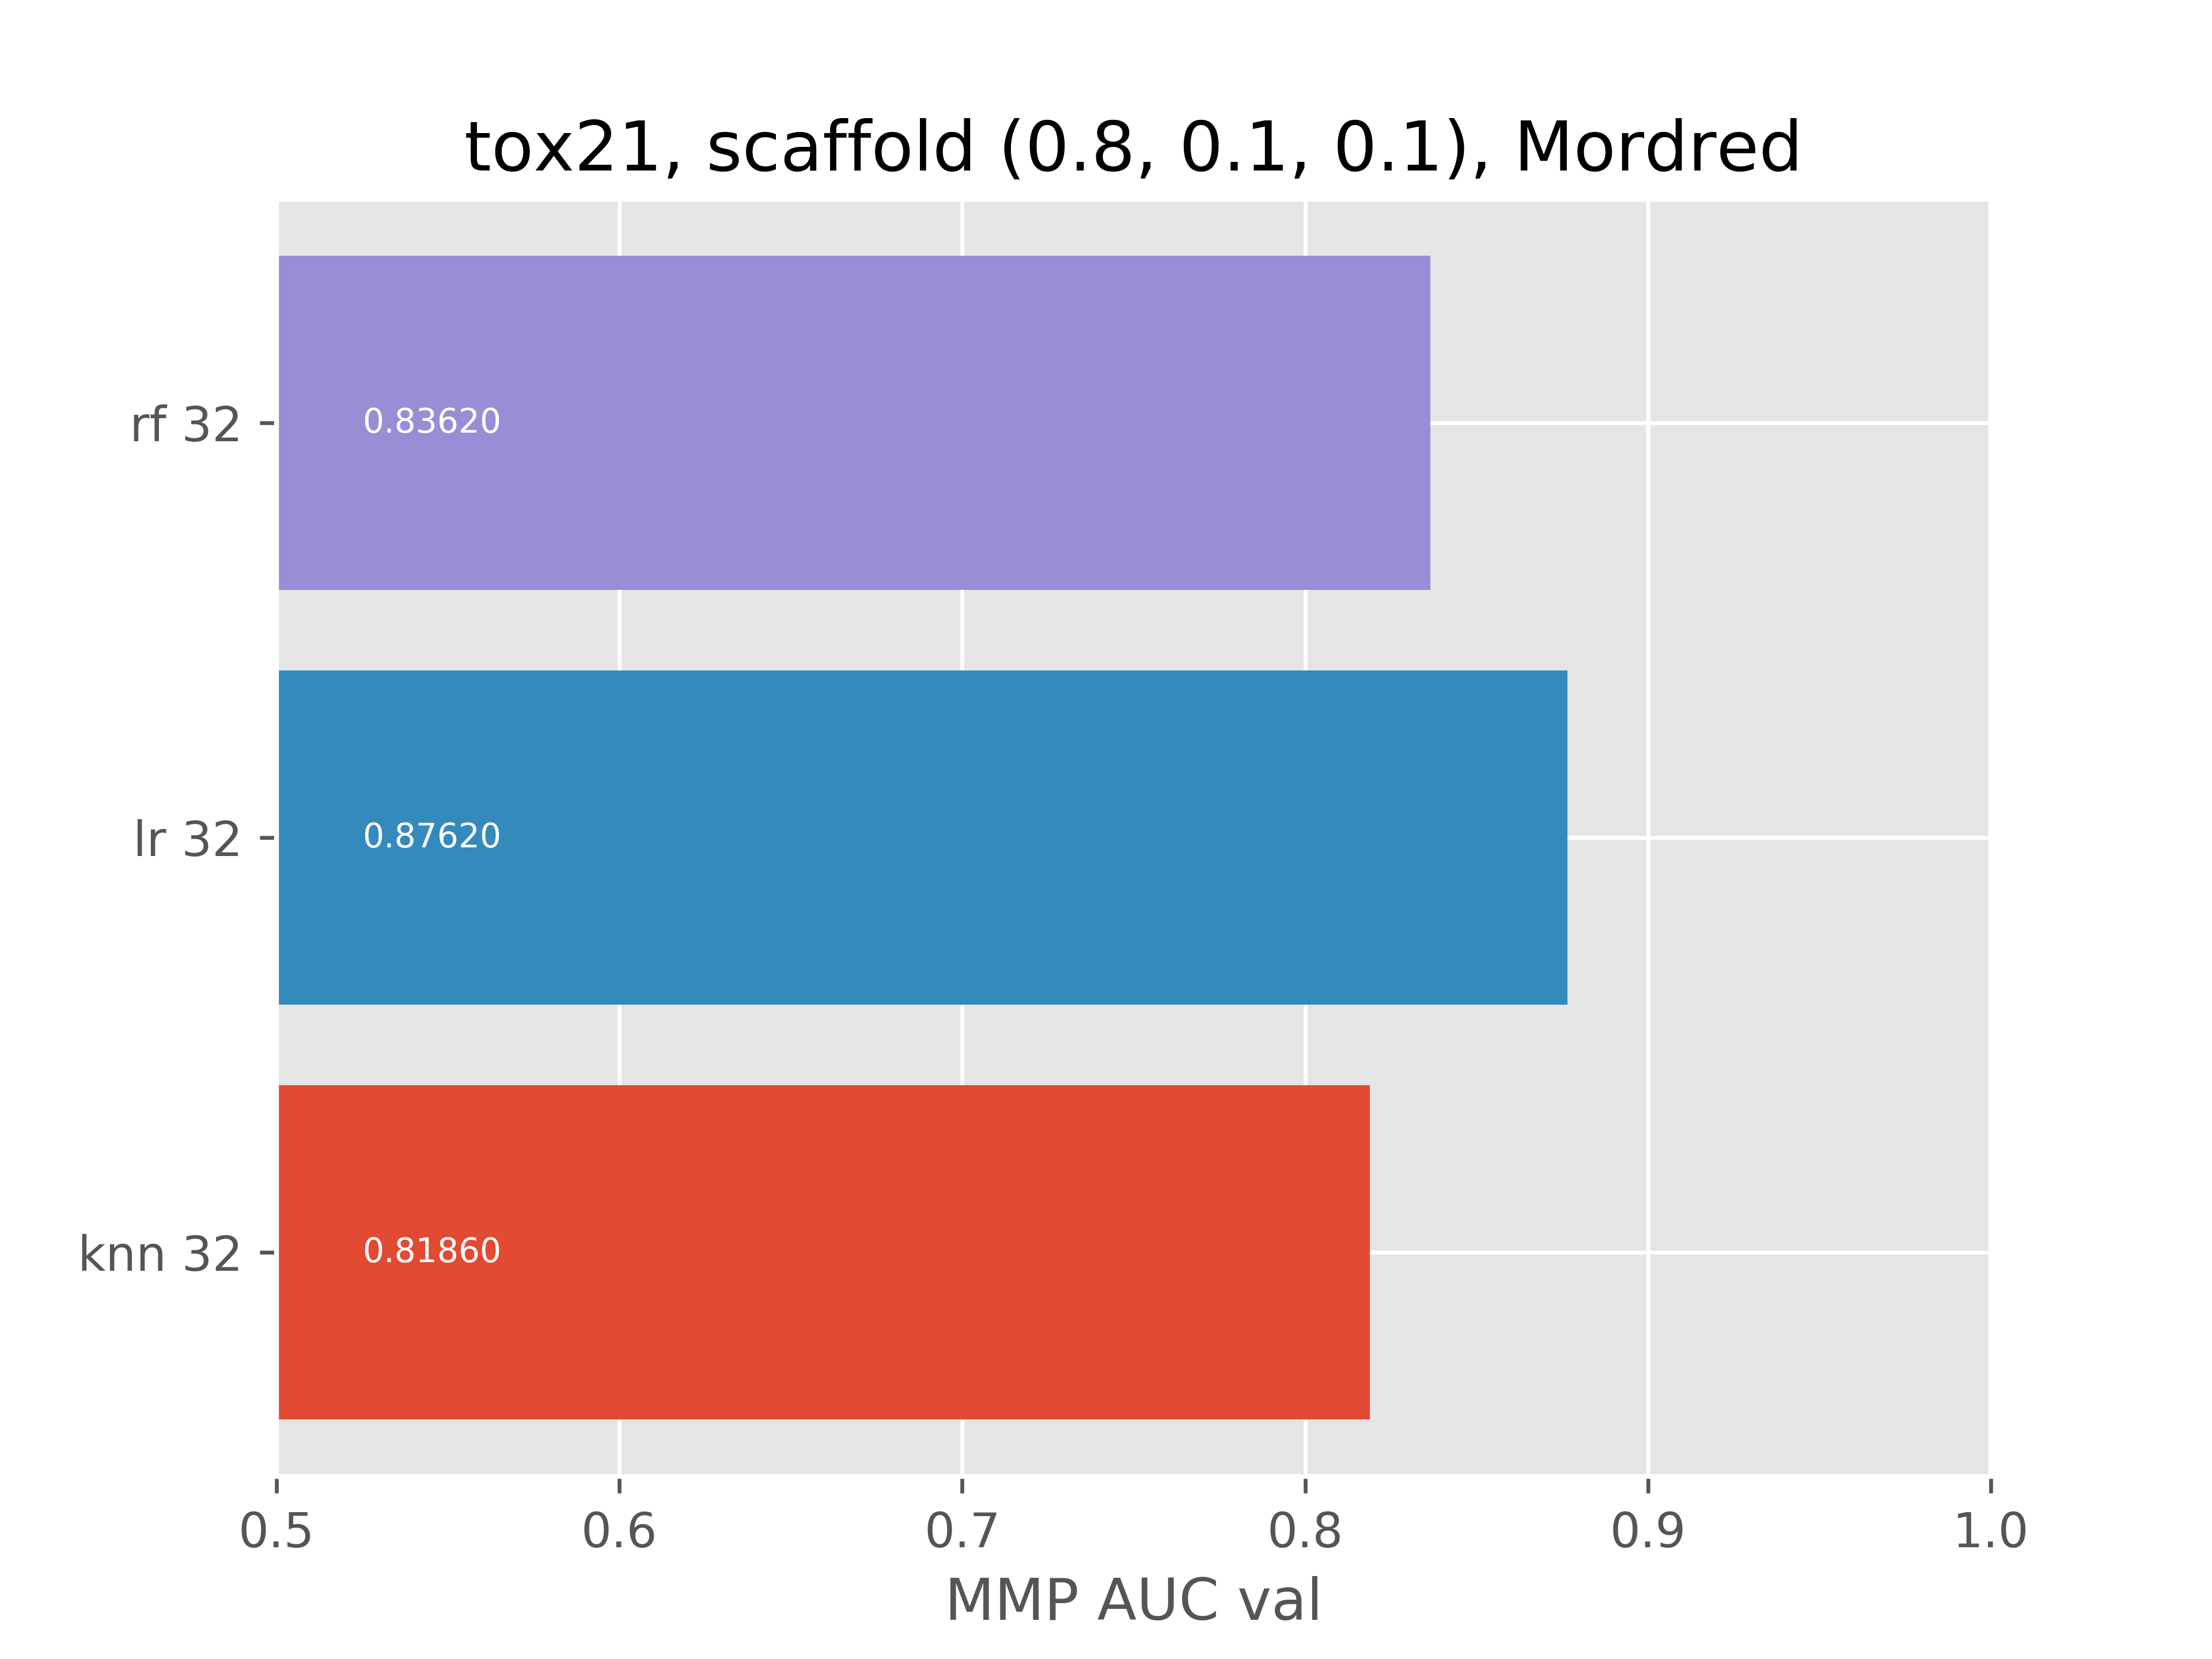 tox21, scaffold (0.8, 0.1, 0.1), Mordred
rf 32
0.83620
lr 32
0.87620
knn 32
0.81860
0.5 0.6 0.7 0.8 0.9 1.0
MMP AUC val